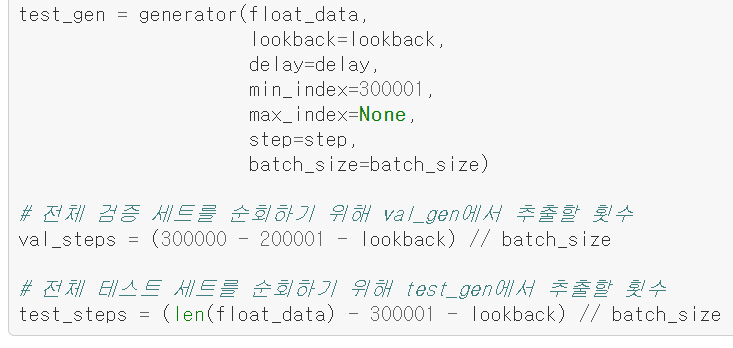 test_gen = generator(float_data,
                     lookback=lookback,
                     delay=delay,
                     min_index=300001,
                     max_index=None,
                     step=step,
                     batch_size=batch_size)

# 전체 검증 세트를 순회하기 위해 val_gen에서 추출할 횟수
val_steps = (300000 - 200001 - lookback) // batch_size

# 전체 테스트 세트를 순회하기 위해 test_gen에서 추출할 횟수
test_steps = (len(float_data) - 300001 - lookback) // batch_size